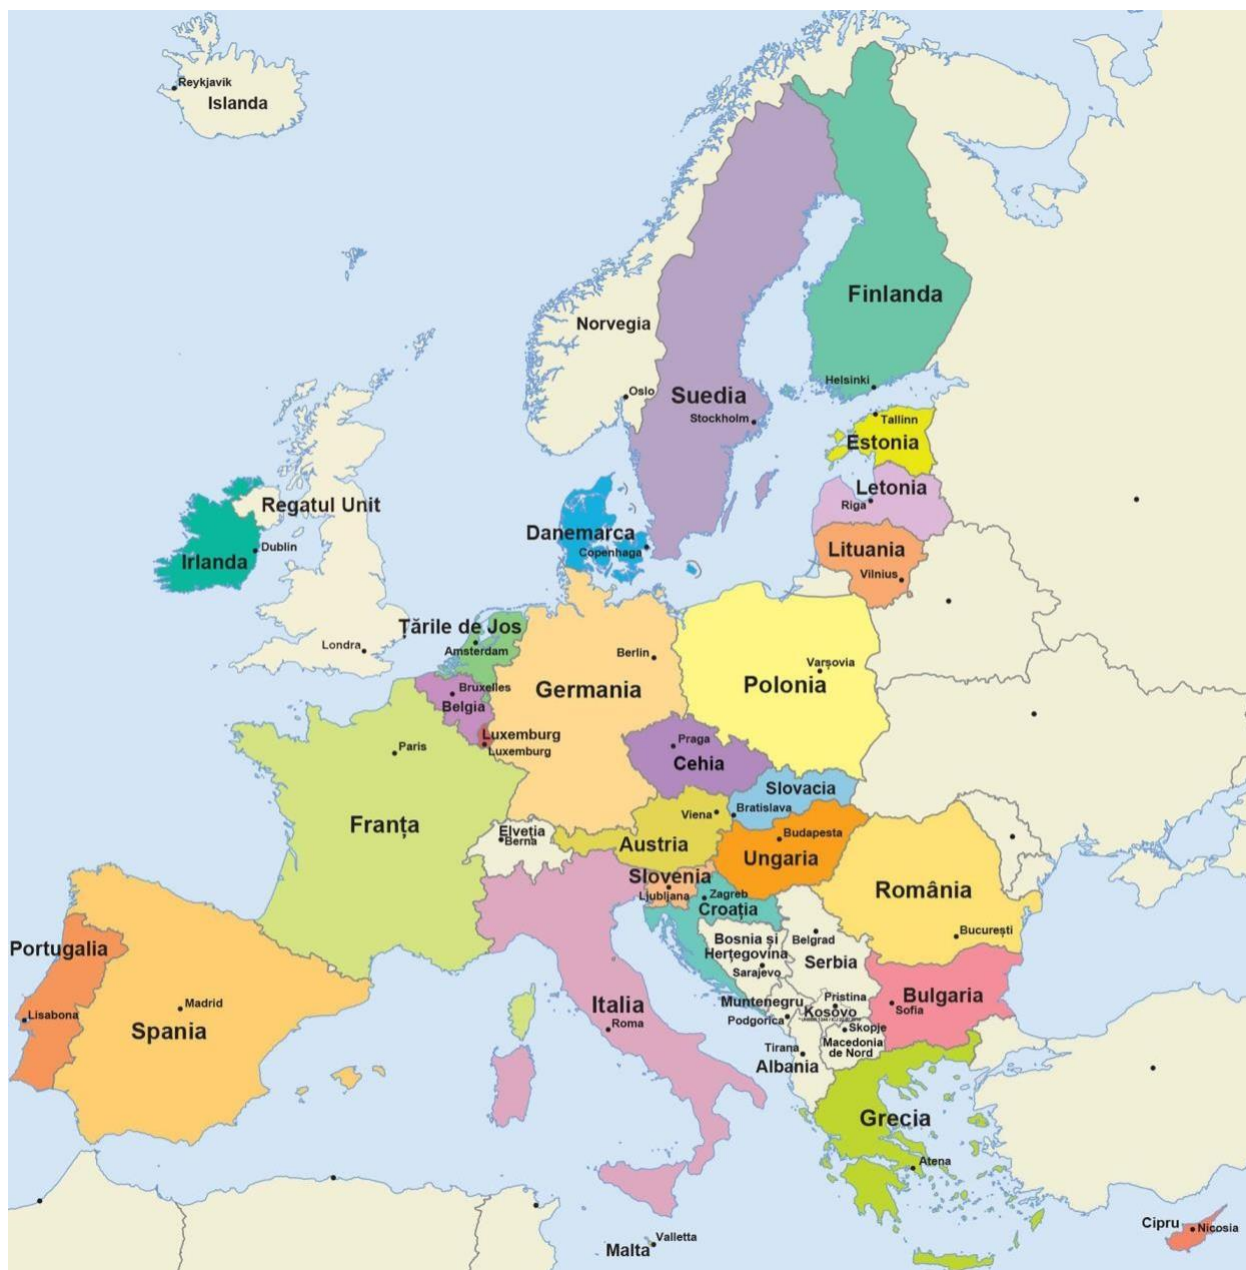 Reykjavik
Islanda
Norvegia
Oslo
Suedia
Stockholm
Finlanda
Helsinki
Tallinn
Estonia
Letonia
Riga
Lituania
Vilnius
Regatul Unit
Dublin
Irlanda
Londra
Danemarca
Copenhaga
Țările de Jos
Amsterdam
Bruxelles
Belgia
Luxemburg
Luxemburg
Berlin
Germania
Varșovia
Polonia
Praga
Cehia
Slovacia
Bratislava
Paris
Franța
Elveția
Berna
Viena
Austria
Budapesta
Ungaria
Slovenia
Ljubljana
Zagreb
Croația
România
București
Bosnia și
Herțegovina
Sarajevo
Belgrad
Serbia
Muntenegru
Podgorica
Pristina
Kosovo
Skopje
Macedonia
de Nord
Tirana
Albania
Bulgaria
Sofia
Portugalia
Lisabona
Madrid
Spania
Italia
Roma
Grecia
Atena
Valletta
Malta
Cipru
Nicosia